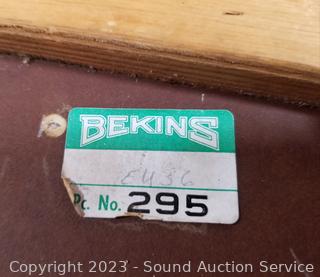 BEKINS
Pc. No. 295
Copyright 2023 - Sound Auction Service